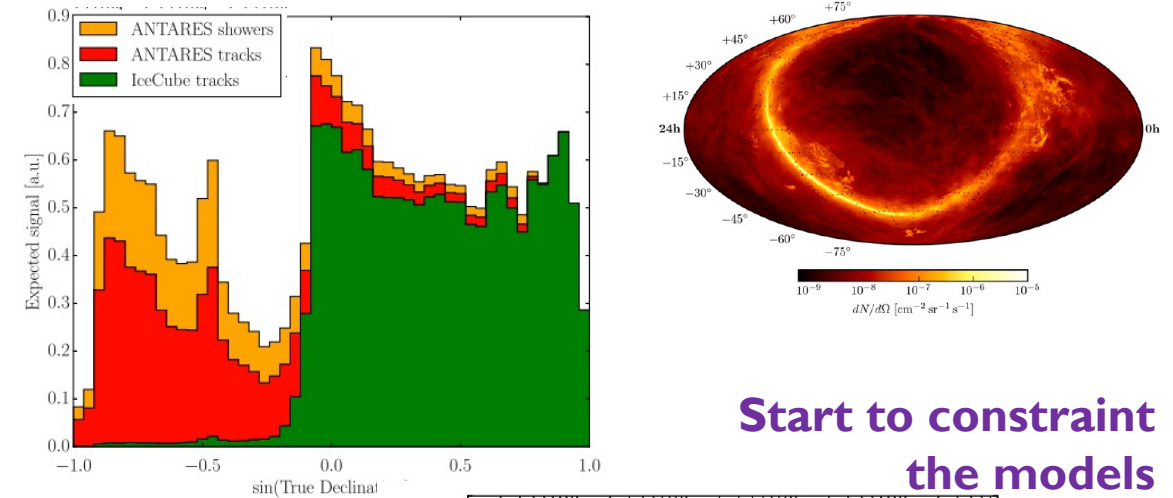 ANTARES showers
ANTARES tracks
IceCube tracks
0.9
0.8
0.7
0.6
0.5
0.4
0.3
0.2
0.1
0.0
Expected signal [a.u.]
−1.0 −0.5 0.0 0.5 1.0
sin(True Declinat
+75°
+60°
+45°
+30°
+15°
24h
0h
−15°
−30°
−45°
−60°
−75°
10⁻⁹ 10⁻⁸ 10⁻⁷ 10⁻⁶ 10⁻⁵
dN/dΩ [cm⁻² sr⁻¹ s⁻¹]
Start to constraint
the models